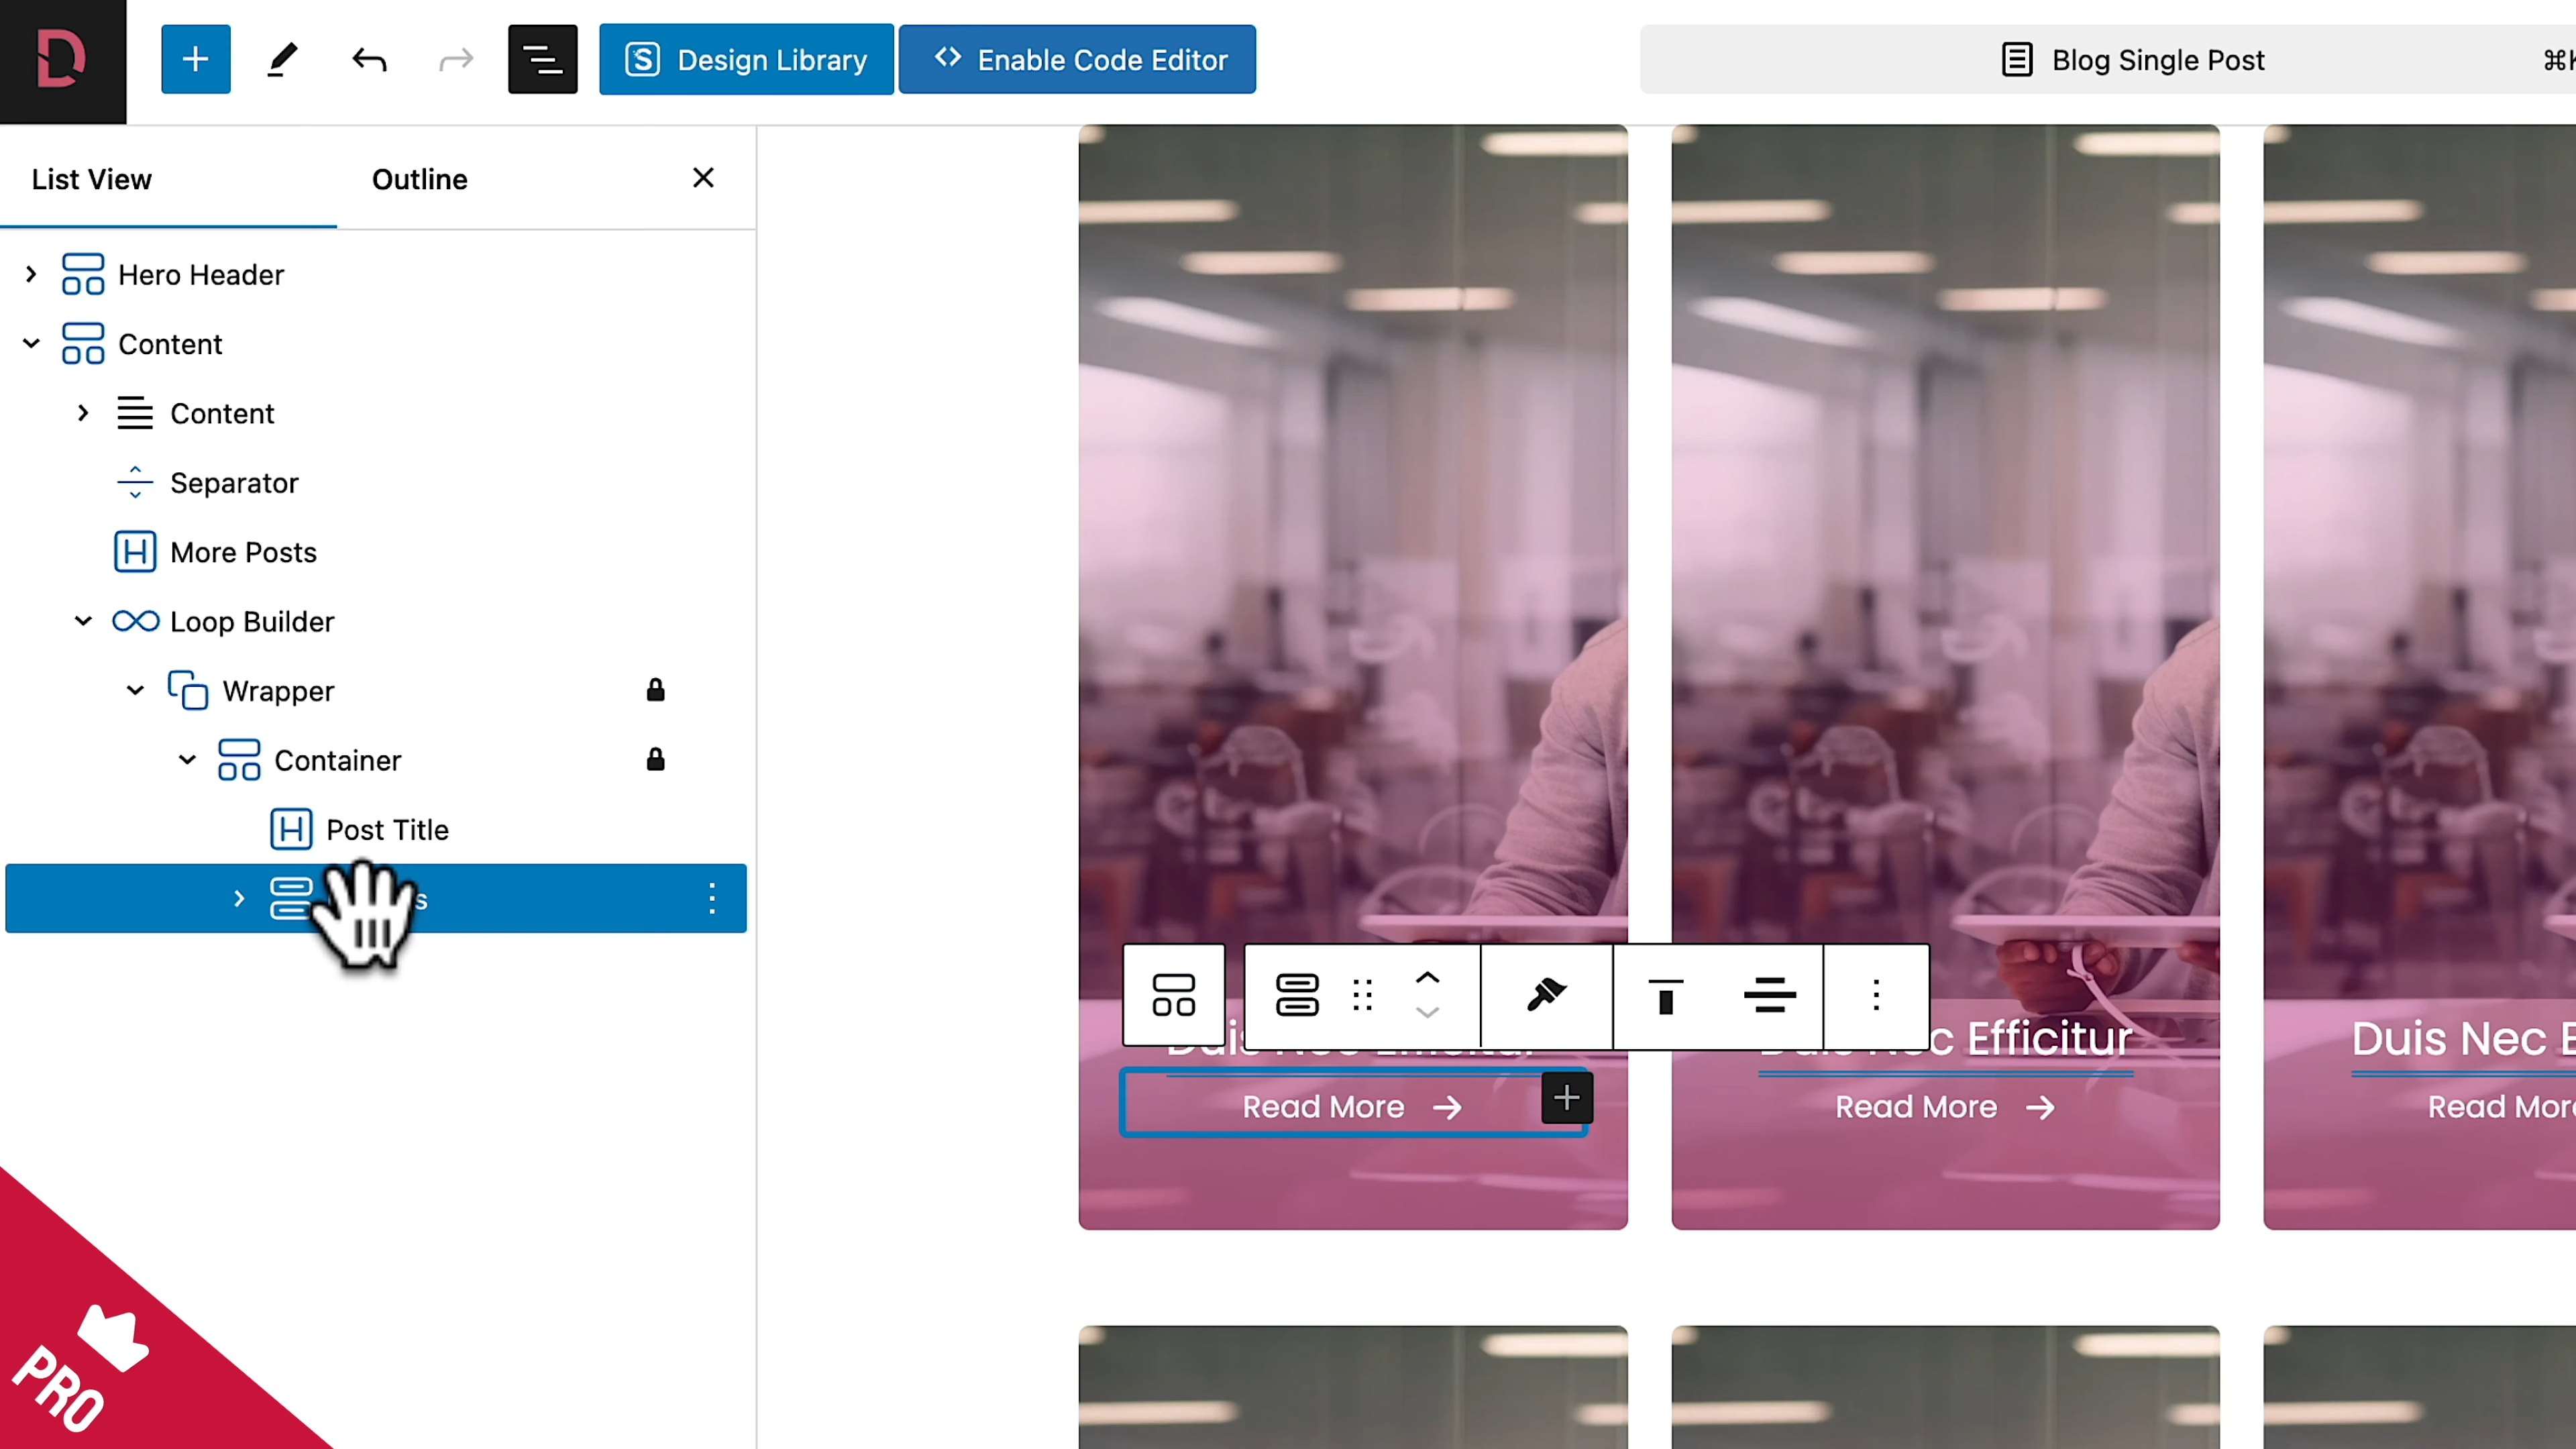 Design Library
Enable Code Editor
Blog Single Post
List View
Outline
Hero Header
Content
Content
Separator
More Posts
Loop Builder
Wrapper
Container
Post Title
Efficitur
Duis Nec
Read More
Read More
Read
PRO